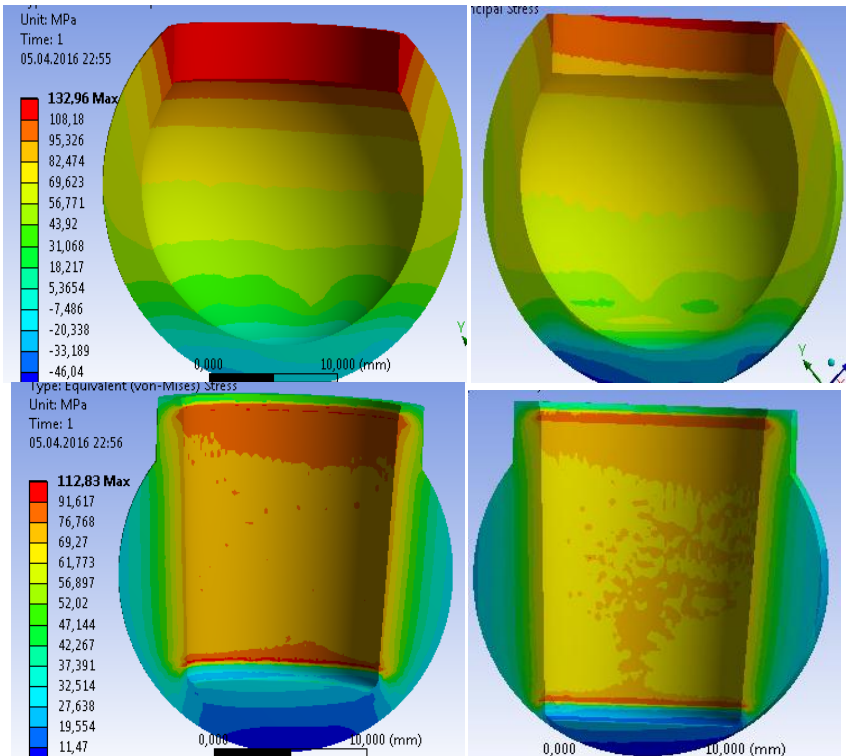 Unit: MPa
Time: 1
05.04.2016 22:55
132,96 Max
108,18
95,326
82,474
69,623
56,771
43,92
31,068
18,217
5,3654
-7,486
-20,338
-33,189
-46,04
0,000
10,000 (mm)
Y
ncipal Stress
Y
Type: Equivalent (von-Mises) Stress
Unit: MPa
Time: 1
05.04.2016 22:56
112,83 Max
91,617
76,768
69,27
61,773
56,897
52,02
47,144
42,267
37,391
32,514
27,638
19,554
11,47
0,000
10,000 (mm)
0,000
10,000 (mm)